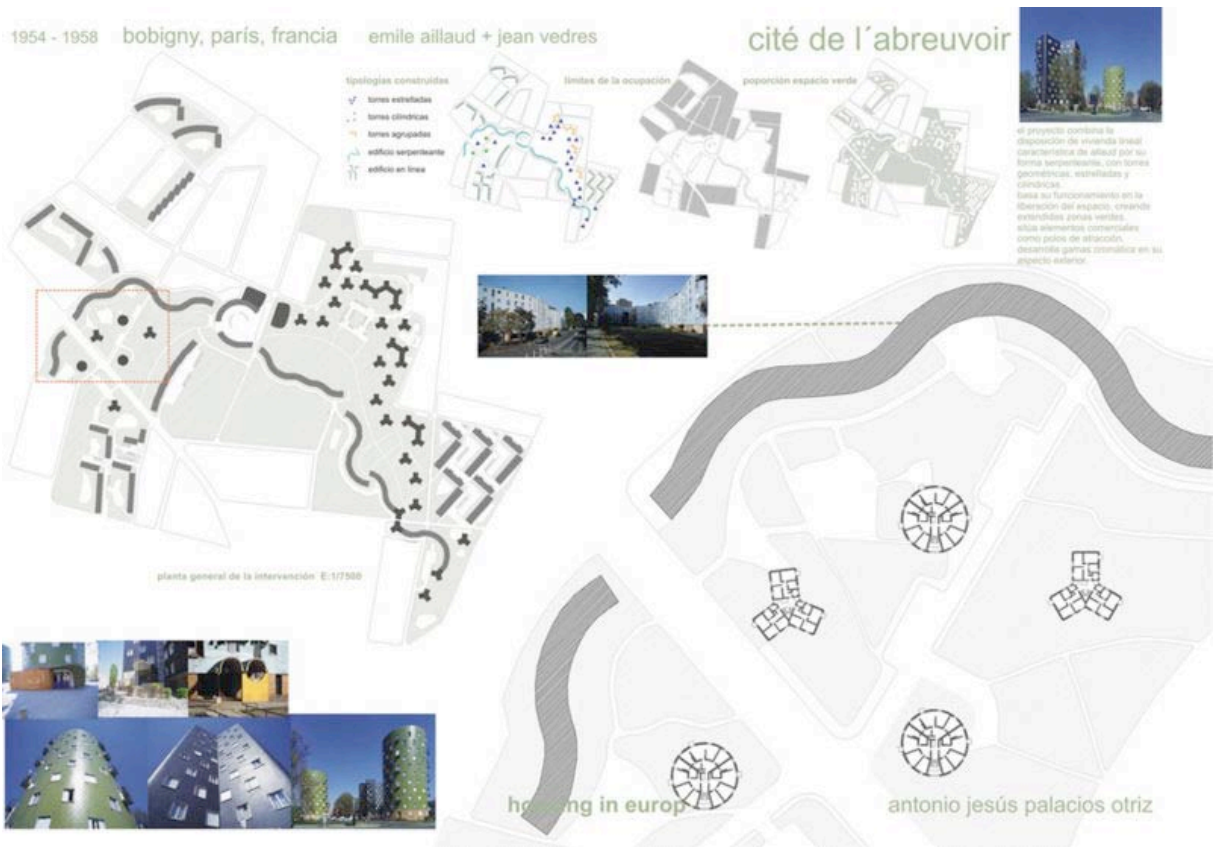 1954 - 1958 bobigny, parís, francia emile aillaud + jean vedres cité de l´abreuvoir
tipologías construidas
torres estrelladas
torres cilíndricas
torres agrupadas
edificio serpenteante
edificio en línea
límites de la ocupación
poporción espacio verde
el proyecto combina la
disposición de vivienda lineal
característica de ailaud por su
forma serpenteante, con torres
geométricas, estrelladas y
cilíndricas.
basa su funcionamiento en la
liberación del espacio, creando
extendidas zonas verdes.
sitúa elementos comerciales
como polos de atracción.
desarrolla gamas cromática en su
aspecto exterior.
planta general de la intervención E:1/7500
housing in europ
antonio jesús palacios otriz